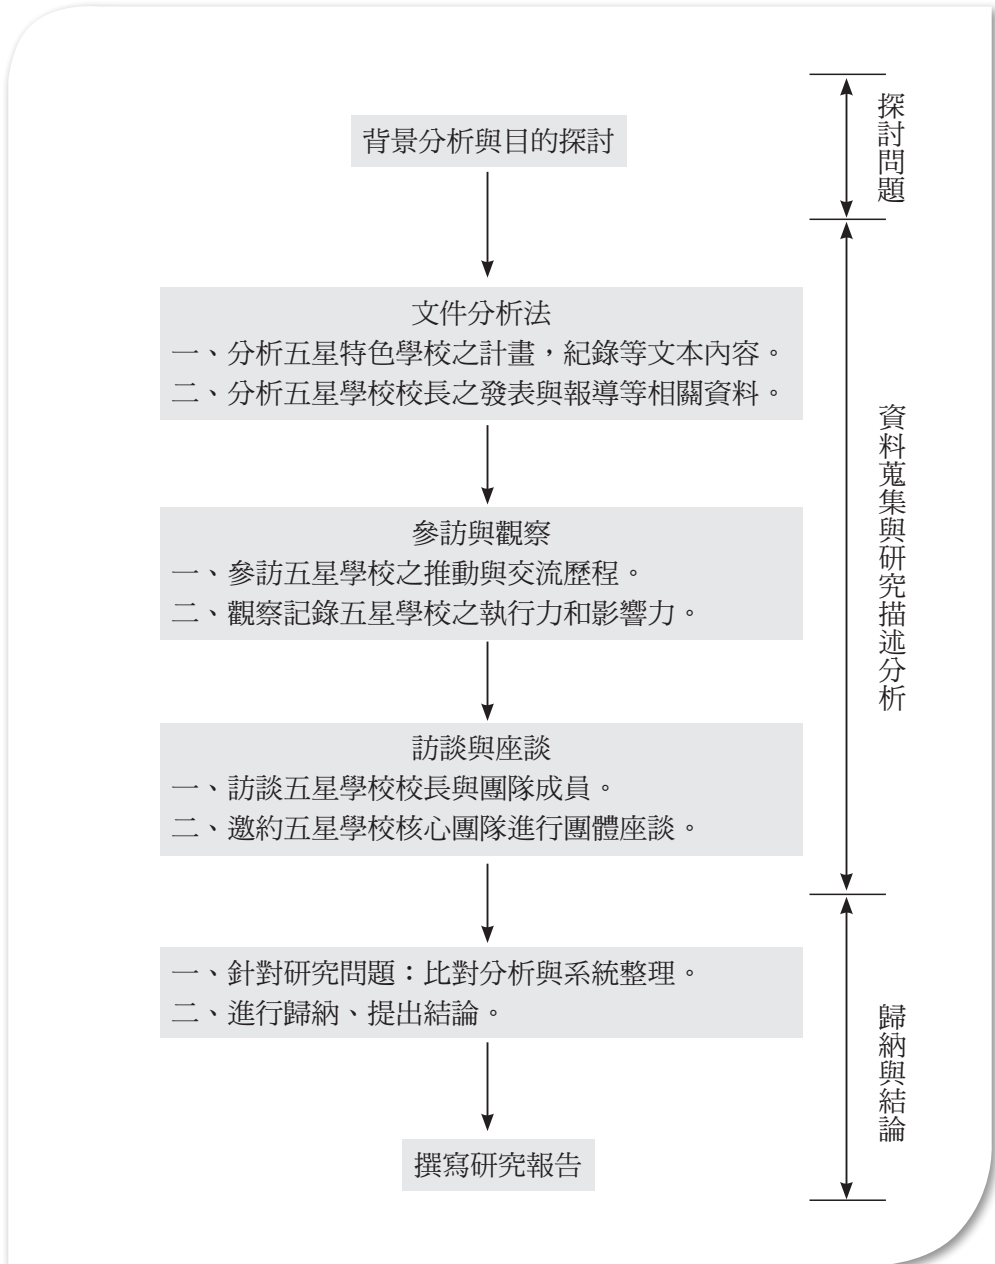 背景分析與目的探討
文件分析法
一、分析五星特色學校之計畫，紀錄等文本內容。
二、分析五星學校校長之發表與報導等相關資料。
參訪與觀察
一、參訪五星學校之推動與交流歷程。
二、觀察記錄五星學校之執行力和影響力。
訪談與座談
一、訪談五星學校校長與團隊成員。
二、邀約五星學校核心團隊進行團體座談。
一、針對研究問題：比對分析與系統整理。
二、進行歸納、提出結論。
撰寫研究報告
探討問題
資料蒐集與研究描述分析
歸納與結論